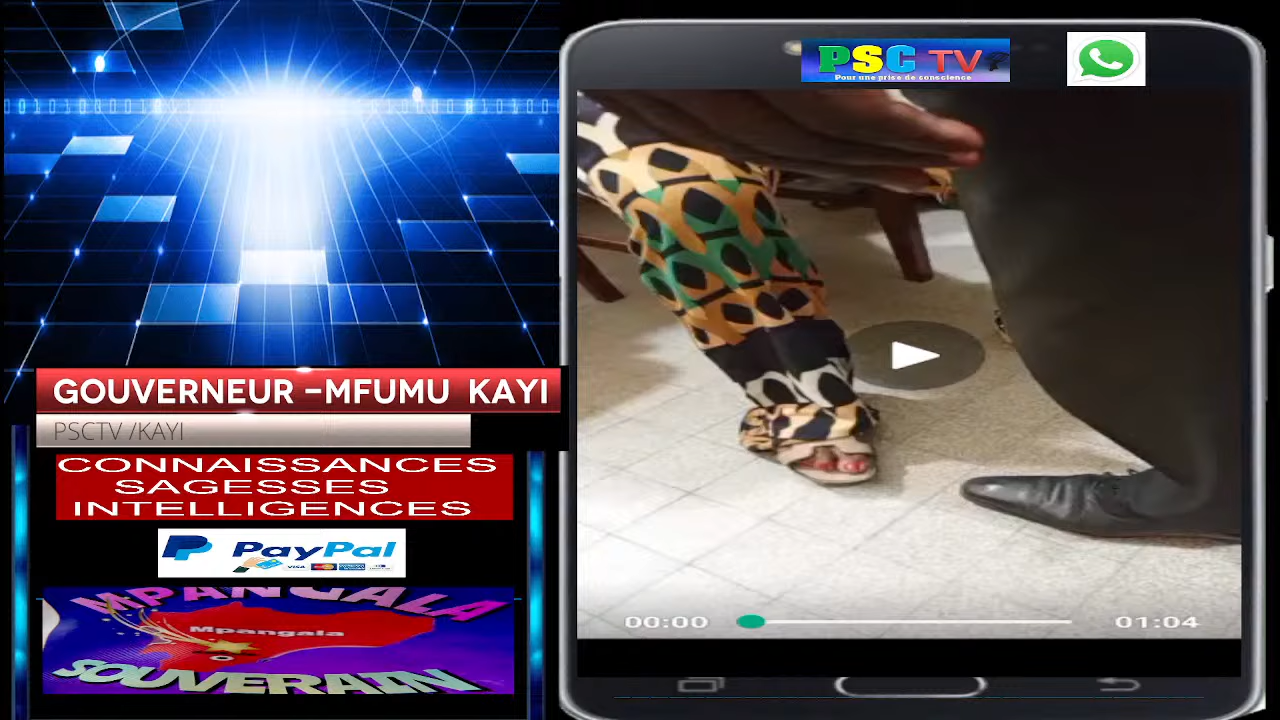 GOUVERNEUR –MFUMU KAYI
PSCTV /KAYI
CONNAISSANCES
SAGESSES
INTELLIGENCES
PayPal
VISA
MPANGALA
Mpangala
SOUVERAIN
PSC TV
Pour une prise de conscience
00:00
01:04